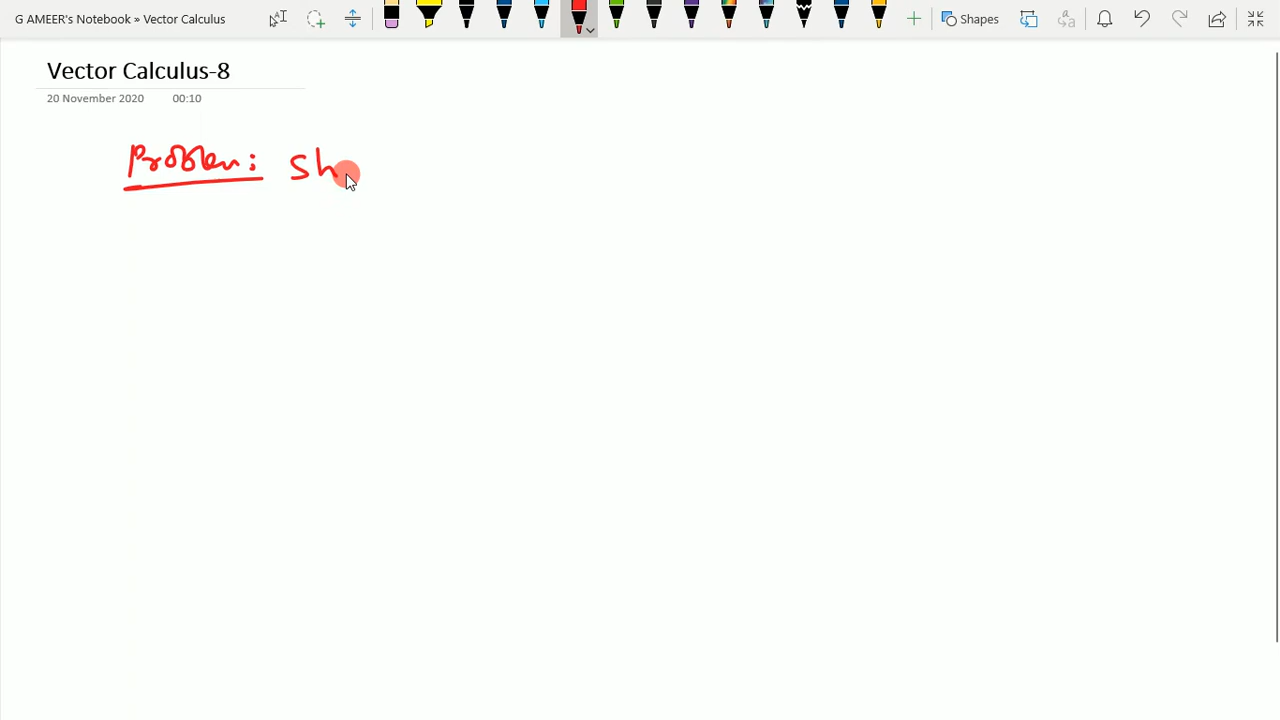 G AMEER's Notebook » Vector Calculus
Shapes
Vector Calculus-8
20 November 2020 00:10
Problem: Sh